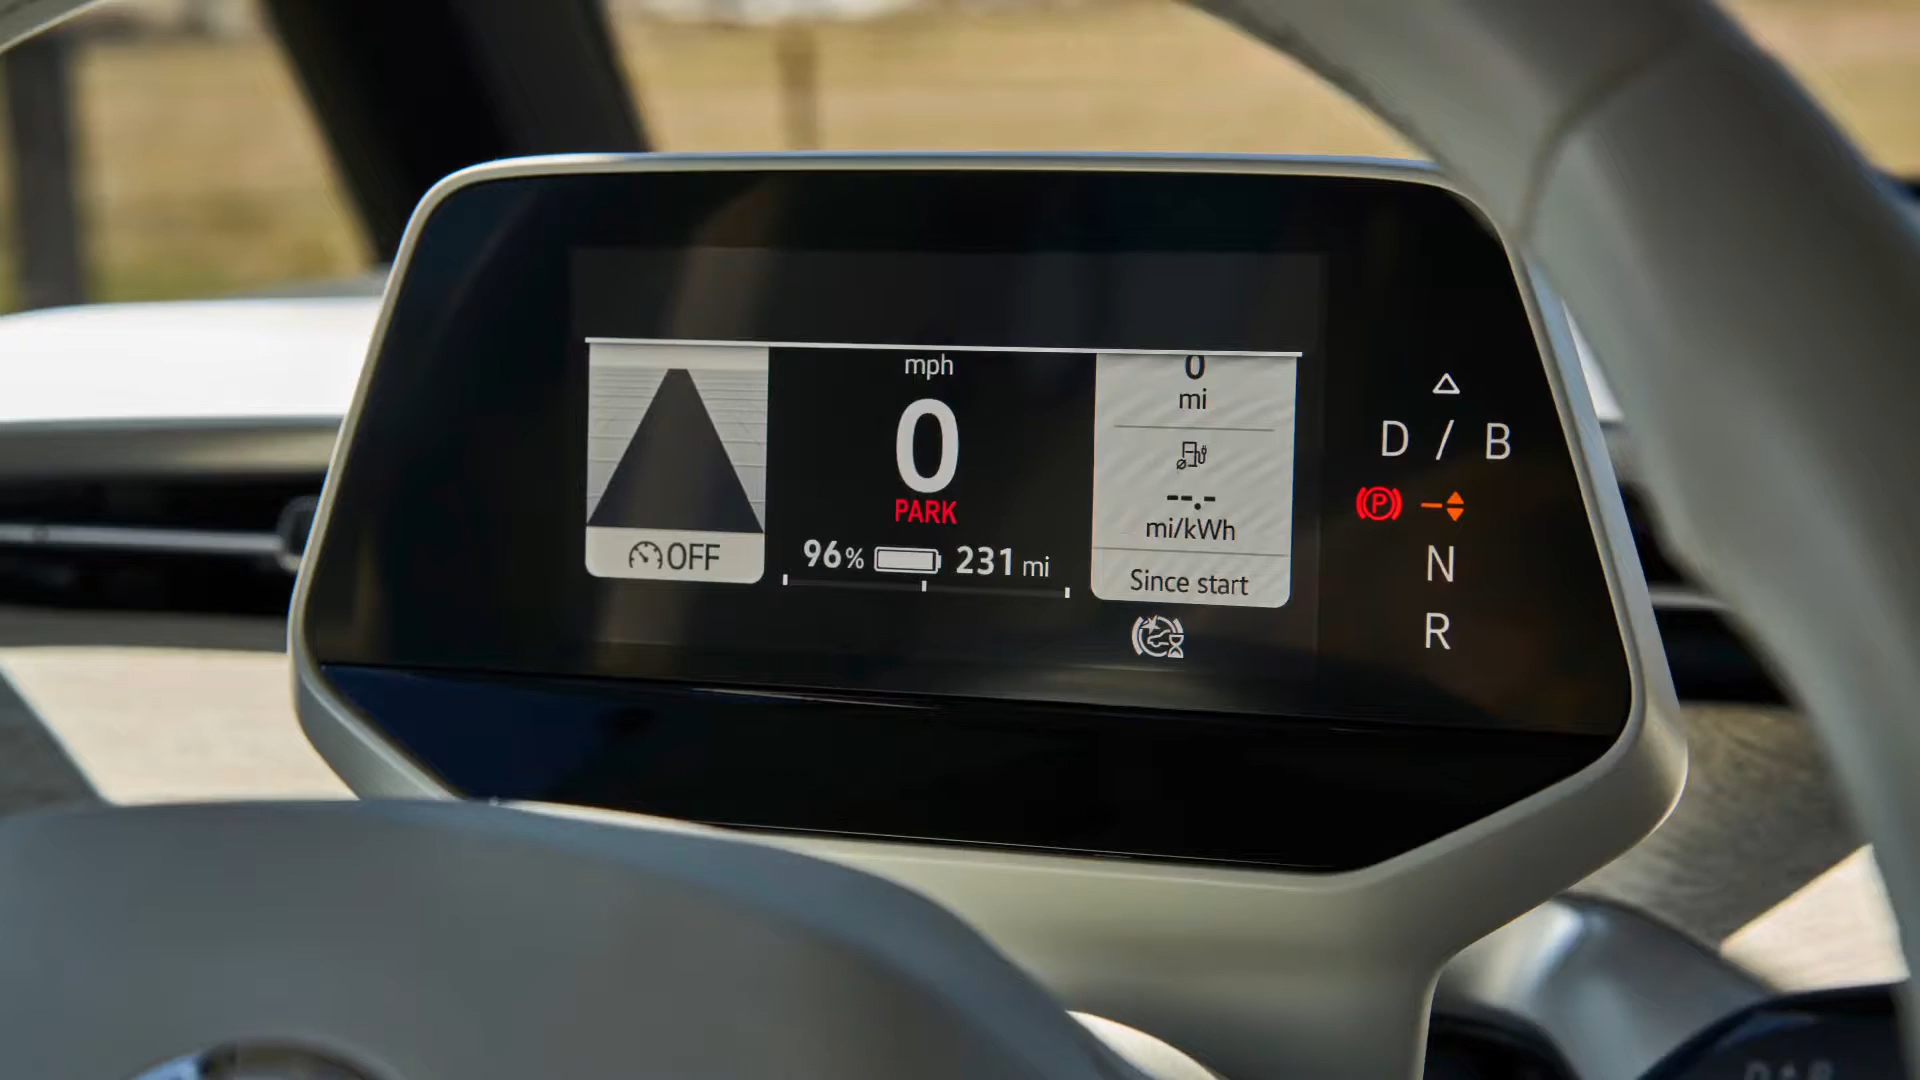 mph
0
PARK
96% 231 mi
OFF
0
mi
--.-
mi/kWh
Since start
D / B
P
N
R